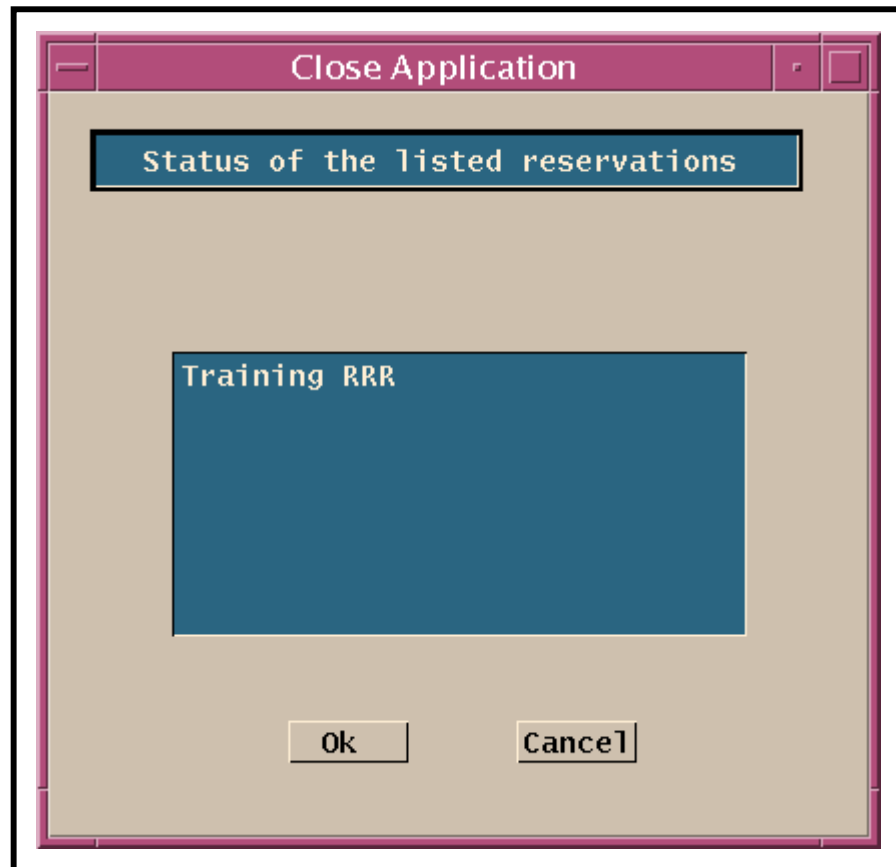 Close Application
Status of the listed reservations
Training RRR
Ok
Cancel